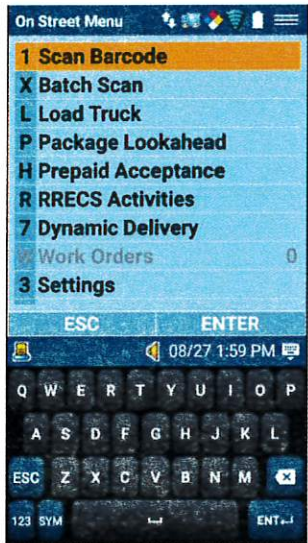 On Street Menu
1 Scan Barcode
X Batch Scan
L Load Truck
P Package Lookahead
H Prepaid Acceptance
R RRECS Activities
7 Dynamic Delivery
W Work Orders 0
3 Settings
ESC ENTER
08/27 1:59 PM
Q W E R T Y U I O P
A S D F G H J K L
ESC Z X C V B N M
123 SYM ENT